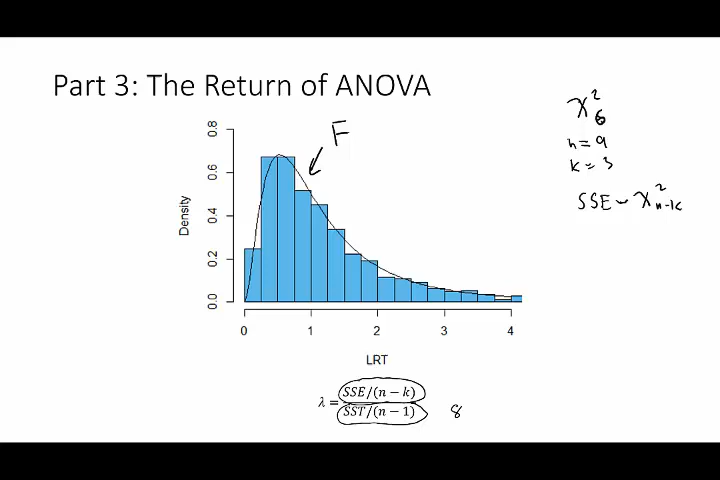 Part 3: The Return of ANOVA
F
χ²₆
n = 9
k = 3
SSE ~ χ²ₙ₋ₖ
0.8
0.6
0.4
0.2
0.0
Density
0 1 2 3 4
LRT
λ = SSE/(n − k)
SST/(n − 1)
8